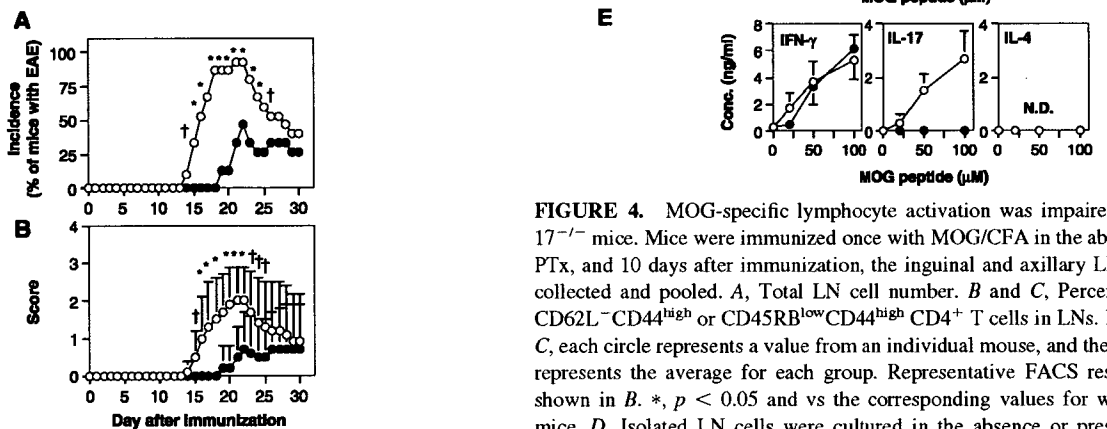 A
Incidence
(% of mice with EAE)
100
75
50
25
0
0 5 10 15 20 25 30
† * * *** ** * * * †
B
Score
4
3
2
1
0
† * * *** * †††
0 5 10 15 20 25 30
Day after immunization
MOG peptide (μM)
E
Conc. (ng/ml)
8
6
4
2
0
IFN-γ
4
2
0
IL-17
4
2
0
IL-4
N.D.
0 50 100 0 50 100 0 50 100
MOG peptide (μM)
FIGURE 4. MOG-specific lymphocyte activation was impaire
17−/− mice. Mice were immunized once with MOG/CFA in the ab
PTx, and 10 days after immunization, the inguinal and axillary L
collected and pooled. A, Total LN cell number. B and C, Percer
CD62L−CD44high or CD45RBlowCD44high CD4+ T cells in LNs.
C, each circle represents a value from an individual mouse, and the
represents the average for each group. Representative FACS res
shown in B. *, p < 0.05 and vs the corresponding values for w
mice. D, Isolated LN cells were cultured in the absence or pres